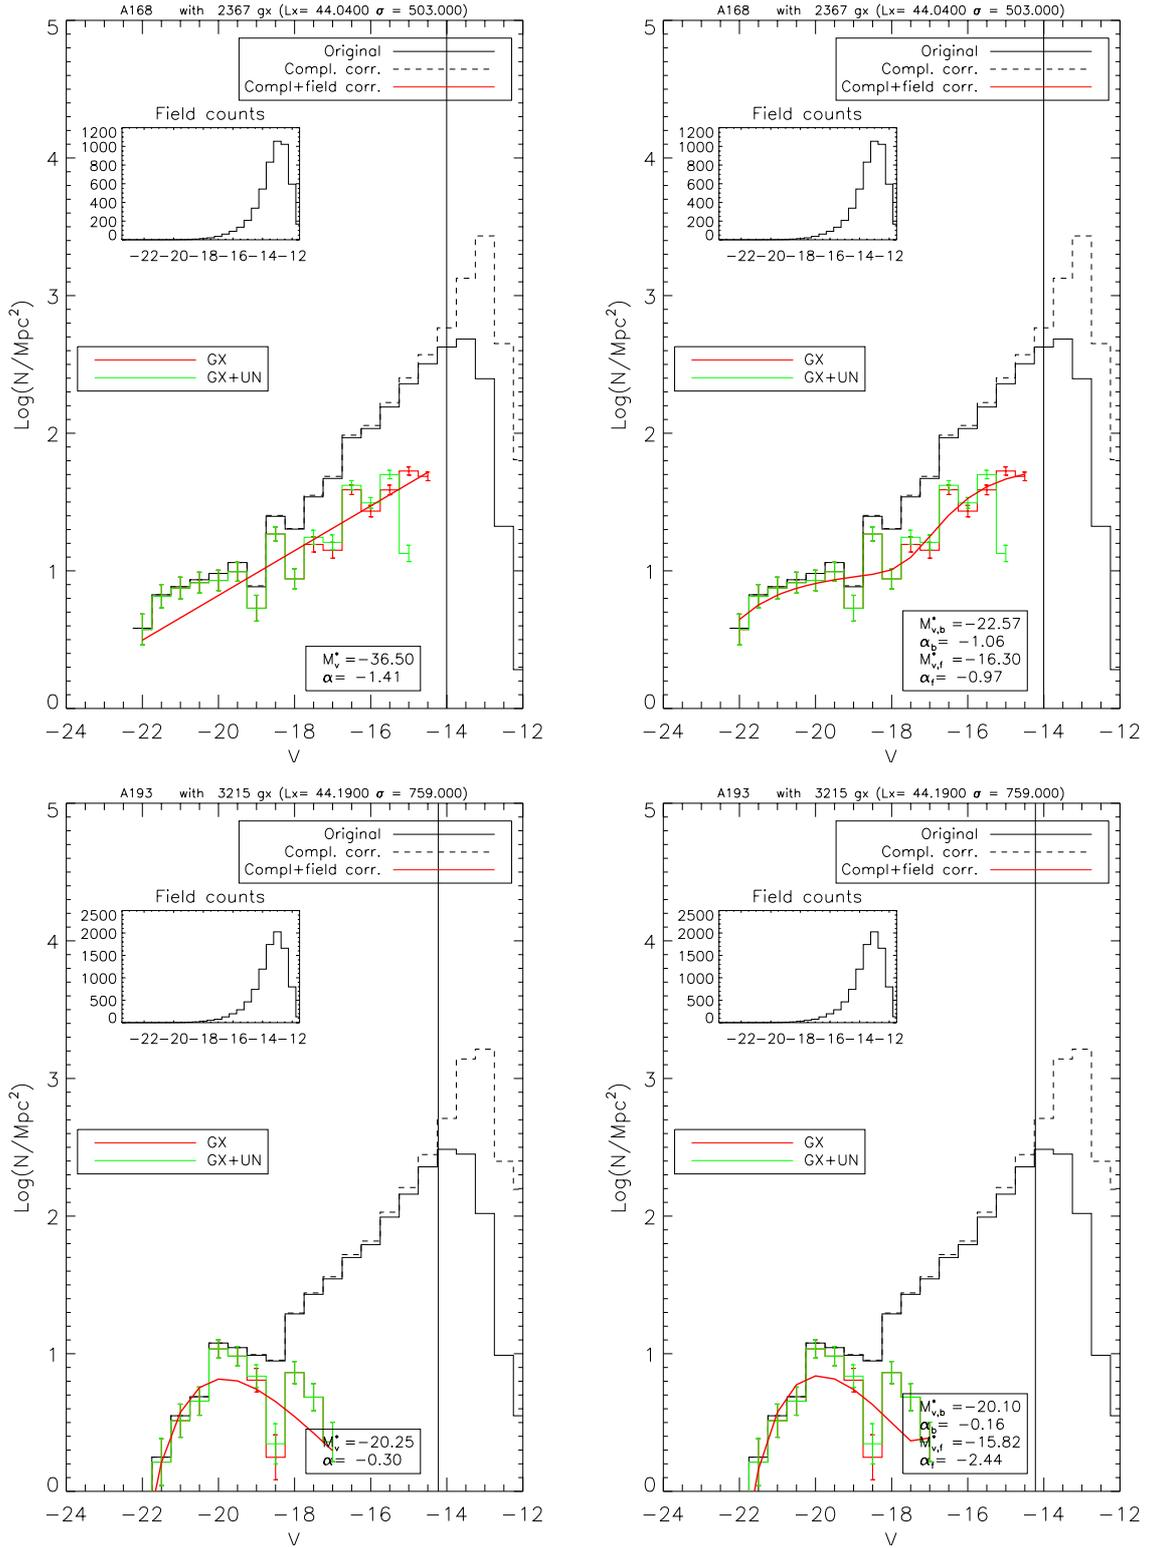 A168 with 2367 gx (Lx= 44.0400 σ = 503.000)
5
Original
Compl. corr.
Compl+field corr.
Field counts
1200
1000
800
600
400
200
0
-22-20-18-16-14-12
4
3
GX
GX+UN
2
1
0
Log(N/Mpc²)
M*v =-36.50
α= -1.41
-24 -22 -20 -18 -16 -14 -12
V
A168 with 2367 gx (Lx= 44.0400 σ = 503.000)
5
Original
Compl. corr.
Compl+field corr.
Field counts
1200
1000
800
600
400
200
0
-22-20-18-16-14-12
4
3
GX
GX+UN
2
1
0
Log(N/Mpc²)
M*v,b =-22.57
αb= -1.06
M*v,f =-16.30
αf= -0.97
-24 -22 -20 -18 -16 -14 -12
V
A193 with 3215 gx (Lx= 44.1900 σ = 759.000)
5
Original
Compl. corr.
Compl+field corr.
Field counts
2500
2000
1500
1000
500
0
-22-20-18-16-14-12
4
3
GX
GX+UN
2
1
0
Log(N/Mpc²)
M*v =-20.25
α= -0.30
-24 -22 -20 -18 -16 -14 -12
V
A193 with 3215 gx (Lx= 44.1900 σ = 759.000)
5
Original
Compl. corr.
Compl+field corr.
Field counts
2500
2000
1500
1000
500
0
-22-20-18-16-14-12
4
3
GX
GX+UN
2
1
0
Log(N/Mpc²)
M*v,b =-20.10
αb= -0.16
M*v,f =-15.82
αf= -2.44
-24 -22 -20 -18 -16 -14 -12
V